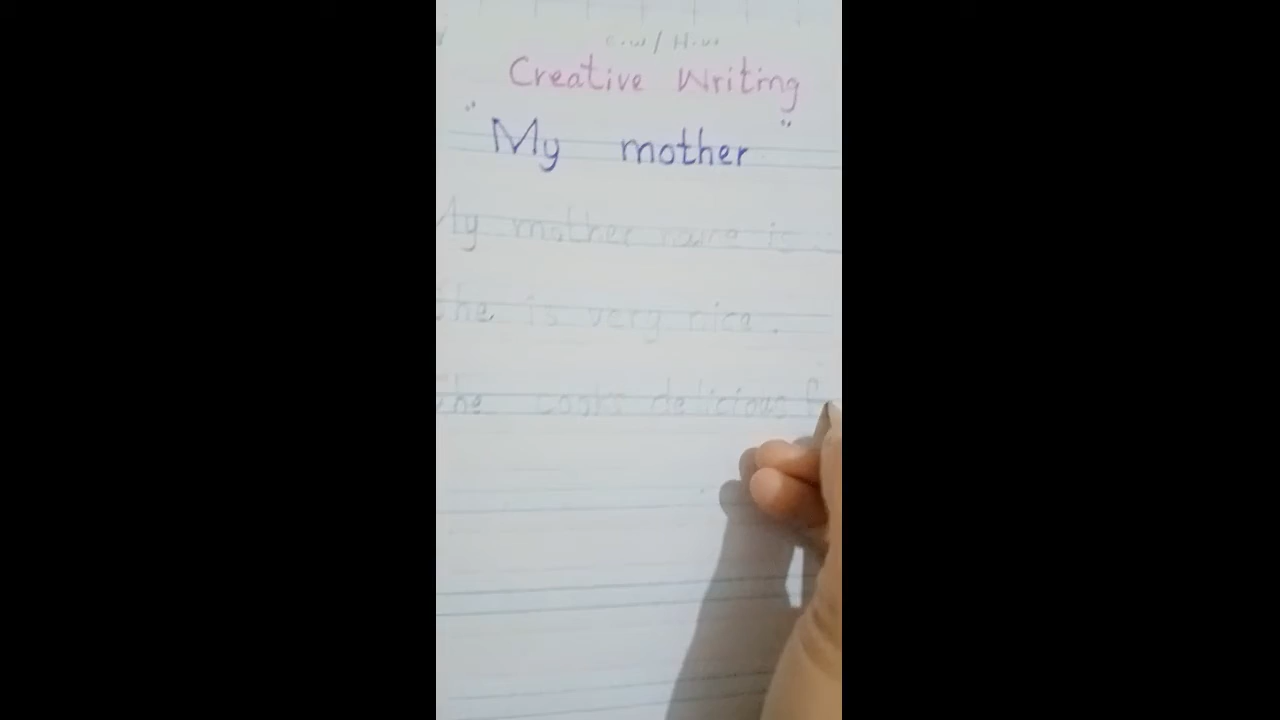 C.w / H.w
Creative Writing
"My mother"
My mother name is
She is very nice.
She cooks delicious f